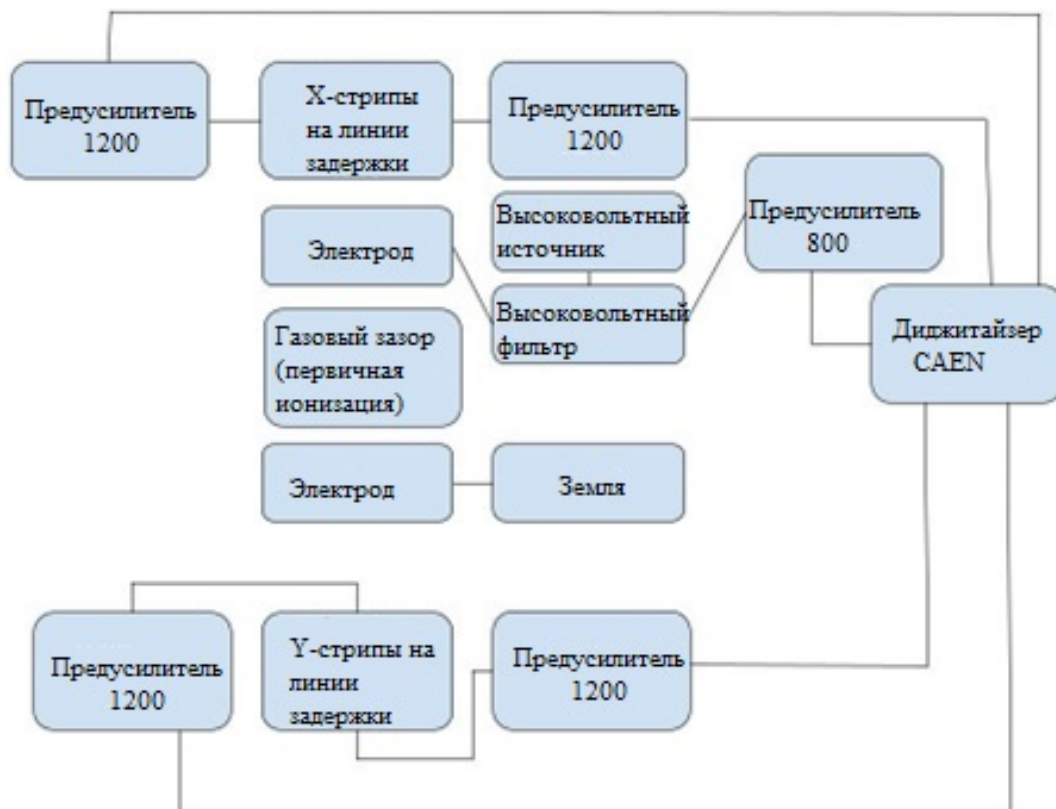 Предусилитель
1200
X-стрипы
на линии
задержки
Предусилитель
1200
Электрод
Высоковольтный
источник
Предусилитель
800
Высоковольтный
фильтр
Газовый зазор
(первичная
ионизация)
Диджитайзер
CAEN
Электрод
Земля
Предусилитель
1200
Y-стрипы на
линии
задержки
Предусилитель
1200